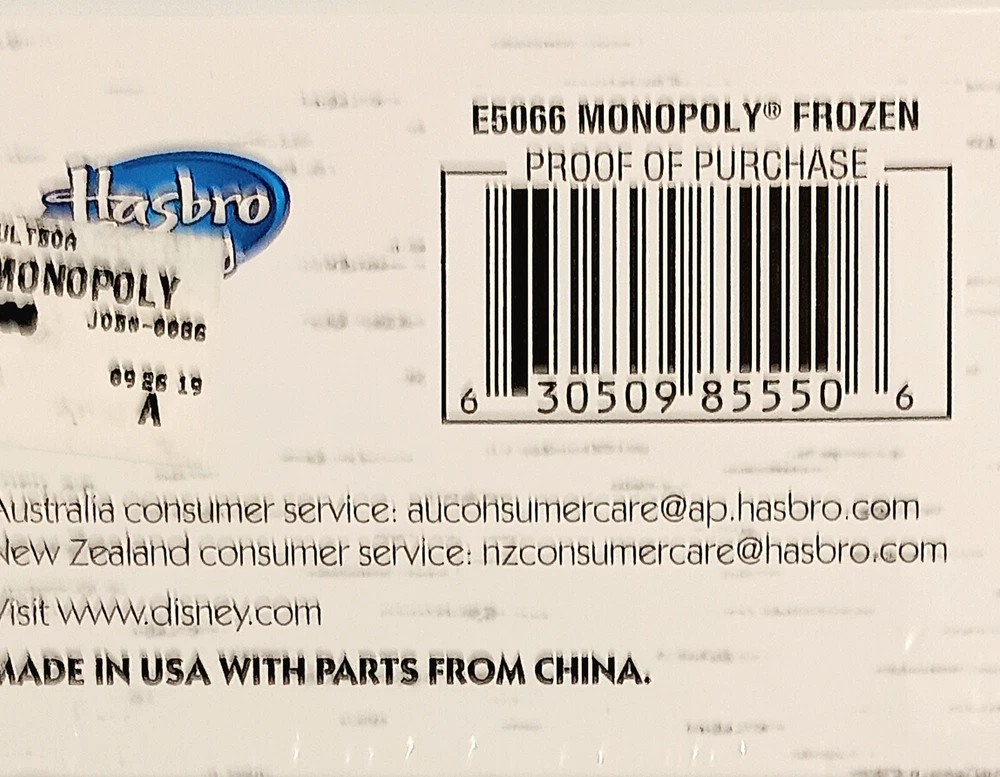 E5066 MONOPOLY® FROZEN
PROOF OF PURCHASE
Hasbro
MONOPOLY
09 26 19
A
6 30509 85550 6
Australia consumer service: auconsumercare@ap.hasbro.com
New Zealand consumer service: nzconsumercare@hasbro.com
Visit www.disney.com
MADE IN USA WITH PARTS FROM CHINA.